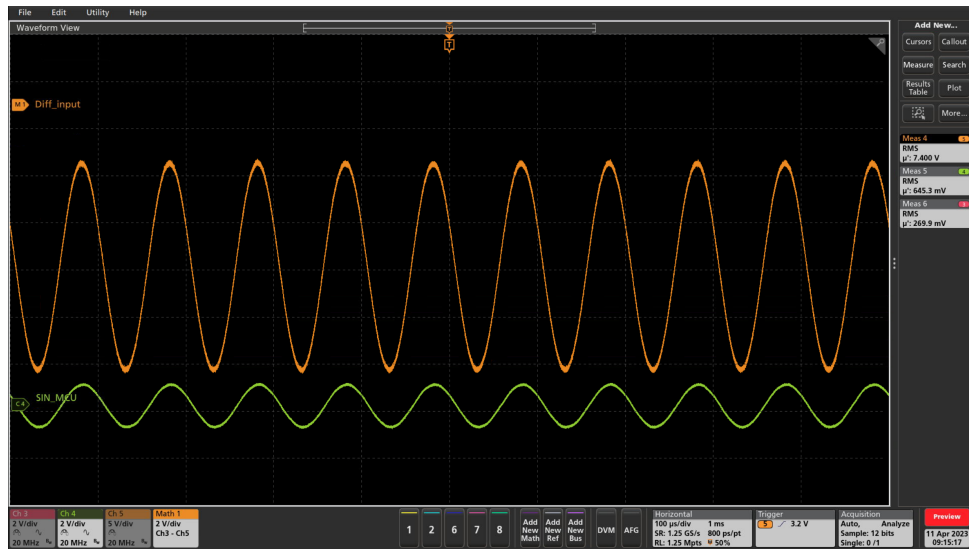 File Edit Utility Help
Waveform View
T
T
Add New...
Cursors Callout
Measure Search
Results Table Plot
More...
M1 Diff_input
Meas 4 5
RMS
µ': 7.400 V
Meas 5 4
RMS
µ': 645.3 mV
Meas 6 3
RMS
µ': 269.9 mV
C4 SIN_MCU
Ch 3
2 V/div
20 MHz
Ch 4
2 V/div
20 MHz
Ch 5
5 V/div
20 MHz
Math 1
2 V/div
Ch3 - Ch5
1 2 6 7 8
Add New Math
Add New Ref
Add New Bus
DVM AFG
Horizontal
100 µs/div 1 ms
SR: 1.25 GS/s 800 ps/pt
RL: 1.25 Mpts 50%
Trigger
5 3.2 V
Acquisition
Auto, Analyze
Sample: 12 bits
Single: 0 /1
Preview
11 Apr 2023
09:15:17